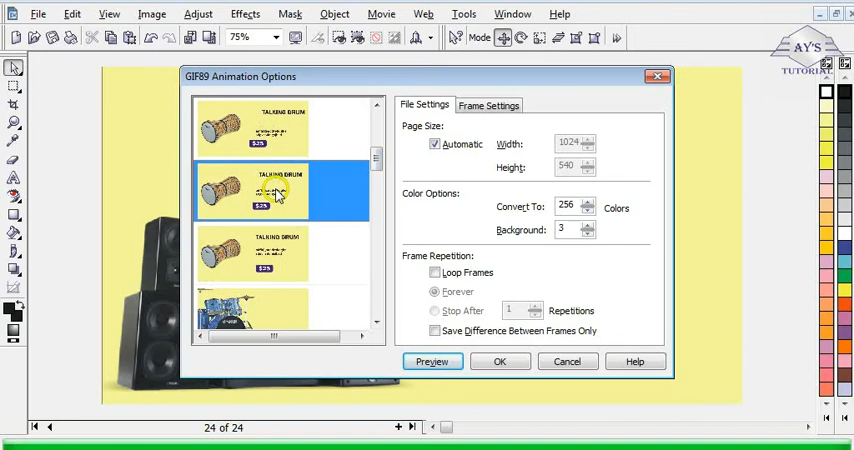 File Edit View Image Adjust Effects Mask Object Movie Web Tools Window Help
75%
Mode
AY'S
TUTORIAL
GIF89 Animation Options
TALKING DRUM
$25
TALKING DRUM
$25
TALKING DRUM
$25
File Settings
Frame Settings
Page Size:
Automatic
Width:
1024
Height:
540
Color Options:
Convert To:
256
Colors
Background:
3
Frame Repetition:
Loop Frames
Forever
Stop After
1
Repetitions
Save Difference Between Frames Only
Preview
OK
Cancel
Help
24 of 24